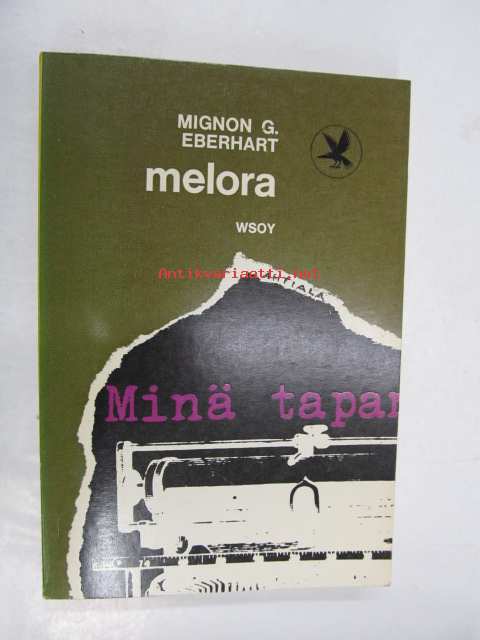 MIGNON G.
EBERHART
melora
WSOY
Antikvariaatti.net
Minä tapan